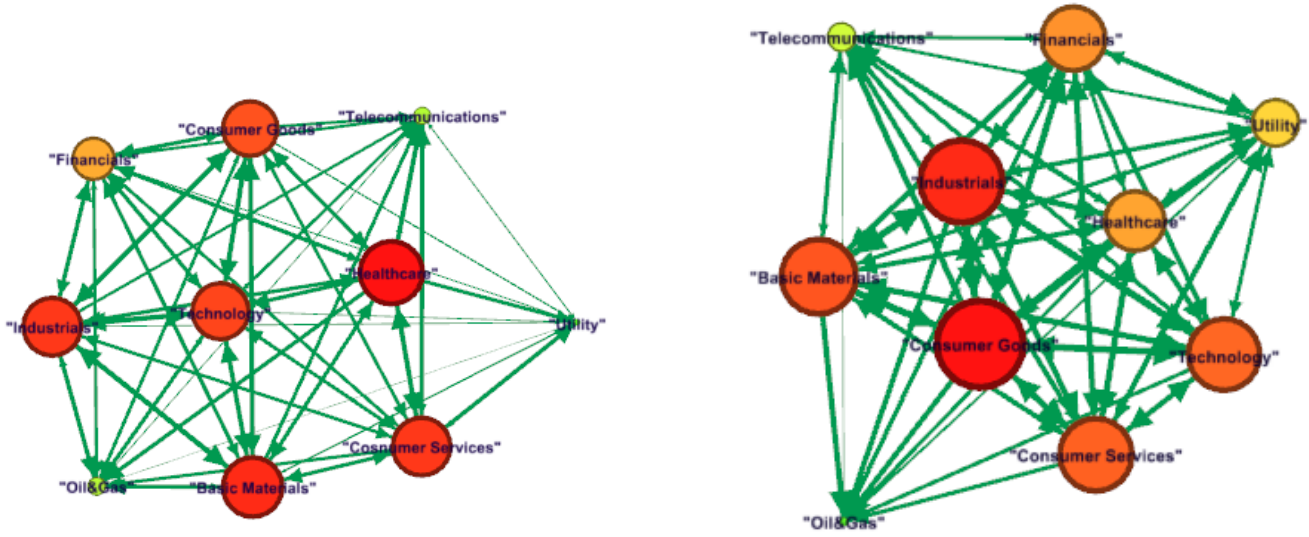 "Telecommunications"
"Consumer Goods"
"Financials"
"Healthcare"
"Technology"
"Industrials"
"Utility"
"Cosnumer Services"
"Oil&Gas"
"Basic Materials"
"Telecommunications"
"Financials"
"Utility"
"Industrials"
"Healthcare"
"Basic Materials"
"Consumer Goods"
"Technology"
"Consumer Services"
"Oil&Gas"